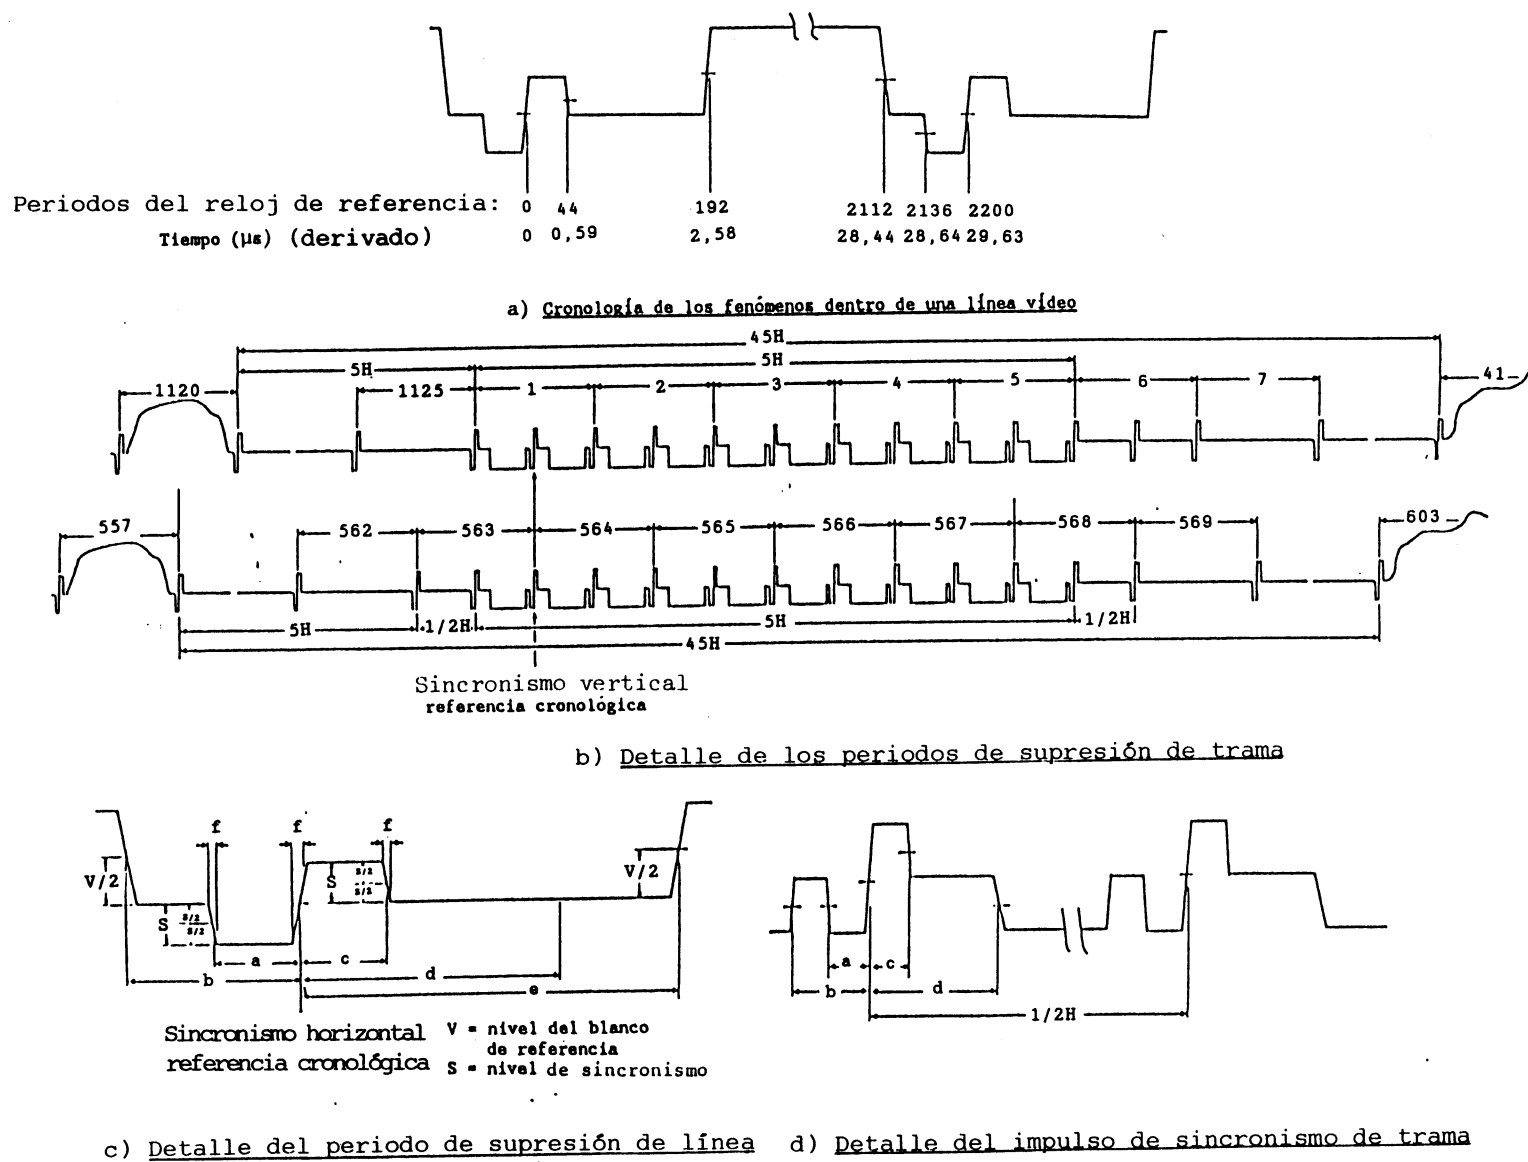 Periodos del reloj de referencia: 0 44 192 2112 2136 2200
Tiempo (μs) (derivado) 0 0,59 2,58 28,44 28,64 29,63
a) Cronología de los fenómenos dentro de una línea vídeo
45H
5H 5H
1120 1125 1 2 3 4 5 6 7 41
557 562 563 564 565 566 567 568 569 603
5H 1/2H 5H 1/2H
45H
Sincronismo vertical
referencia cronológica
b) Detalle de los periodos de supresión de trama
f f f
V/2 S S/2 S/2 V/2
S S/2 S/2
a c d
b e
a c
b d
1/2H
Sincronismo horizontal
referencia cronológica
V = nivel del blanco
de referencia
S = nivel de sincronismo
c) Detalle del periodo de supresión de línea
d) Detalle del impulso de sincronismo de trama